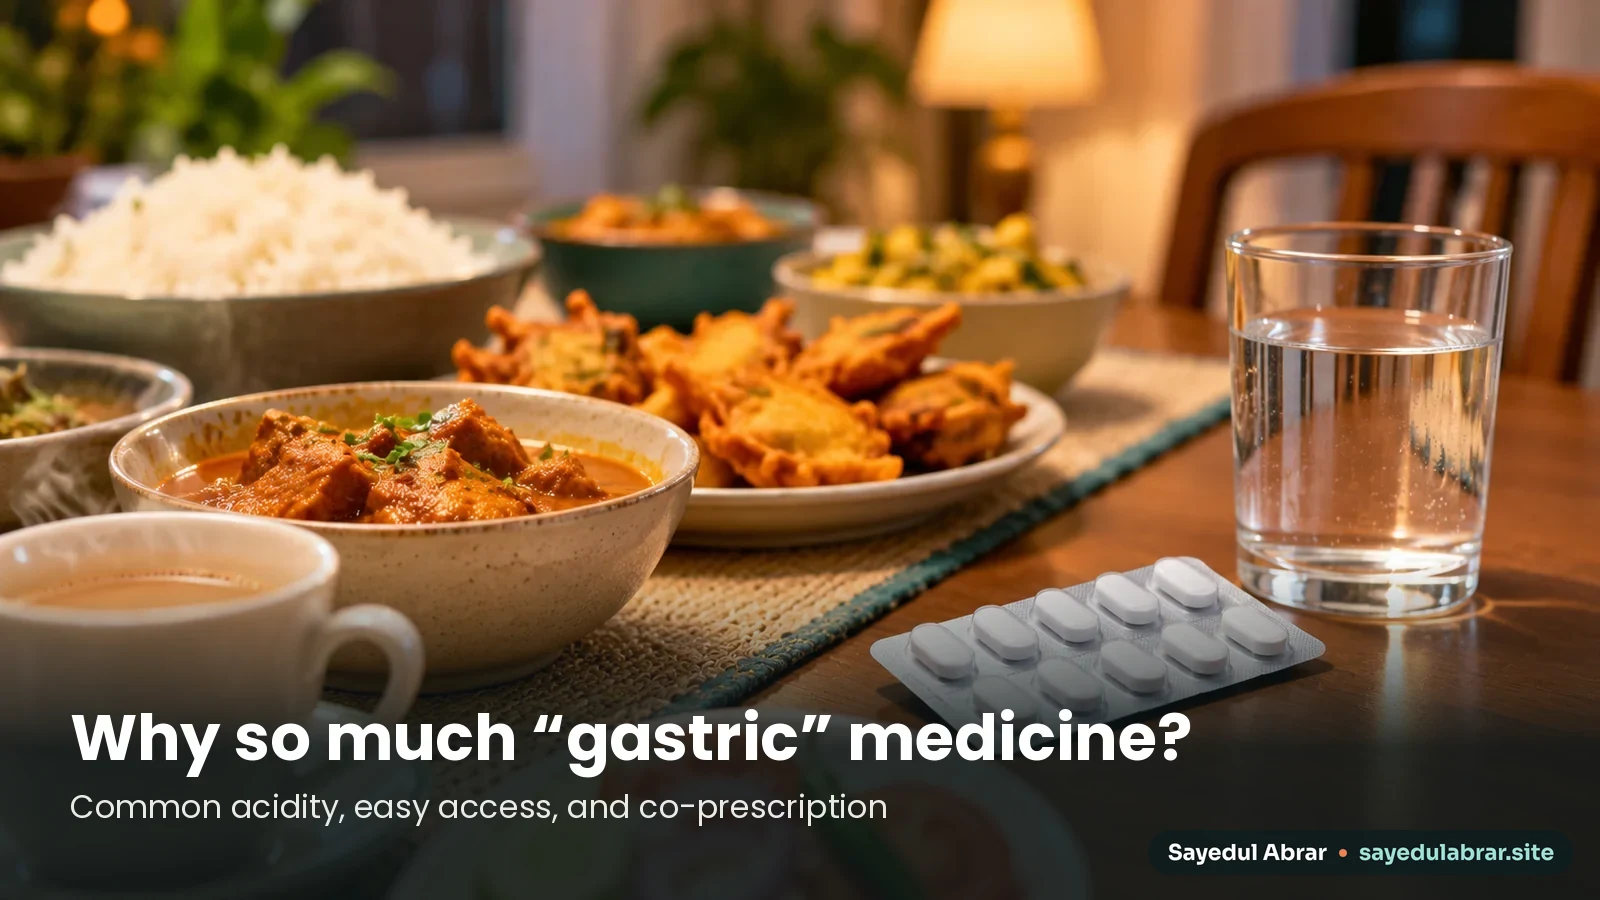 Why so much “gastric” medicine?
Common acidity, easy access, and co-prescription
Sayedul Abrar • sayedulabrar.site